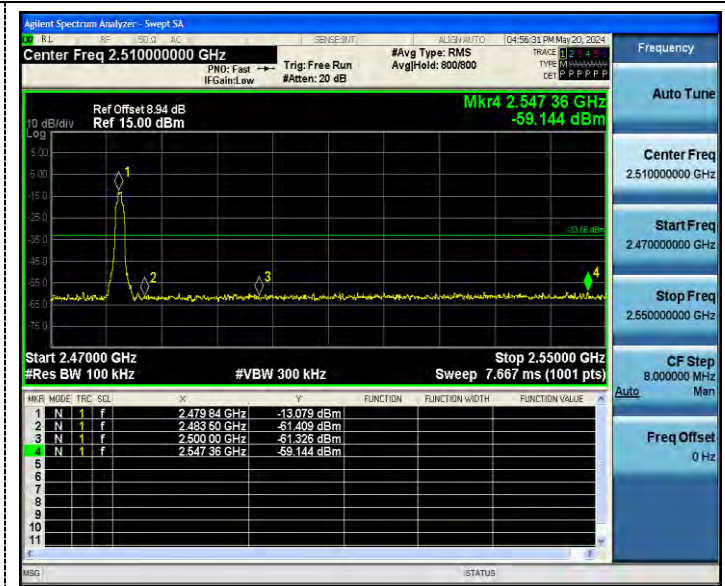 Agilent Spectrum Analyzer - Swept SA
RL RF 50 Ω AC SENSE:INT ALIGN AUTO 04:56:31 PM May 20, 2024
Center Freq 2.510000000 GHz
PNO: Fast Trig: Free Run
IFGain:Low #Atten: 20 dB
#Avg Type: RMS
Avg|Hold: 800/800
TRACE 1 2 3 4 5 6
TYPE M
DET P P P P P P
Ref Offset 8.94 dB
10 dB/div Ref 15.00 dBm
Log
Mkr4 2.547 36 GHz
-59.144 dBm
5.00
-5.00
-15.0
-25.0
-35.0
-45.0
-55.0
-65.0
-75.0
1
2
3
4
-33.06 dBm
Start 2.47000 GHz Stop 2.55000 GHz
#Res BW 100 kHz #VBW 300 kHz Sweep 7.667 ms (1001 pts)
MKR MODE TRC SCL X Y FUNCTION FUNCTION WIDTH FUNCTION VALUE
1 N 1 f 2.479 84 GHz -13.079 dBm
2 N 1 f 2.483 50 GHz -61.409 dBm
3 N 1 f 2.500 00 GHz -61.326 dBm
4 N 1 f 2.547 36 GHz -59.144 dBm
5
6
7
8
9
10
11
MSG STATUS
Frequency
Auto Tune
Center Freq
2.510000000 GHz
Start Freq
2.470000000 GHz
Stop Freq
2.550000000 GHz
CF Step
8.000000 MHz
Auto Man
Freq Offset
0 Hz